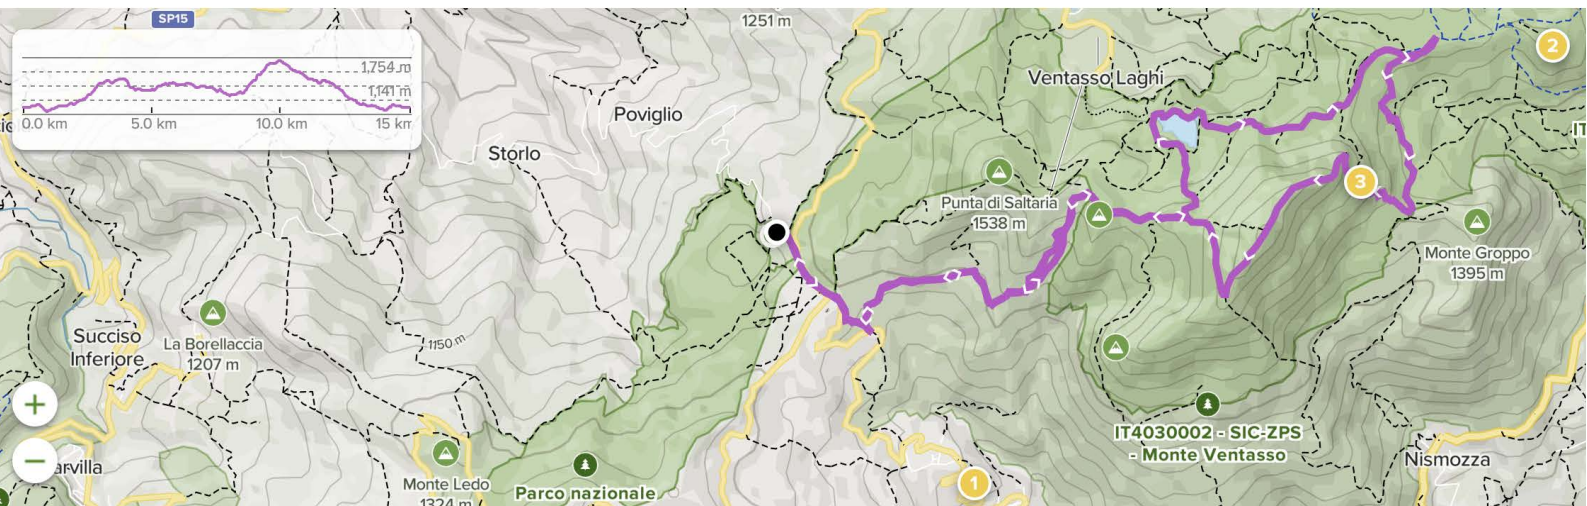 SP15
1251 m
2
1,754 m
1,141 m
0.0 km 5.0 km 10.0 km 15 km
Ventasso Laghi
Poviglio
Storlo
3
Punta di Saltaria
1538 m
Monte Groppo
1395 m
Succiso
Inferiore
La Borellaccia
1207 m
1150 m
+
−
IT4030002 - SIC-ZPS
- Monte Ventasso
Nismozza
arvilla
Monte Ledo
1324 m
Parco nazionale
1
IT